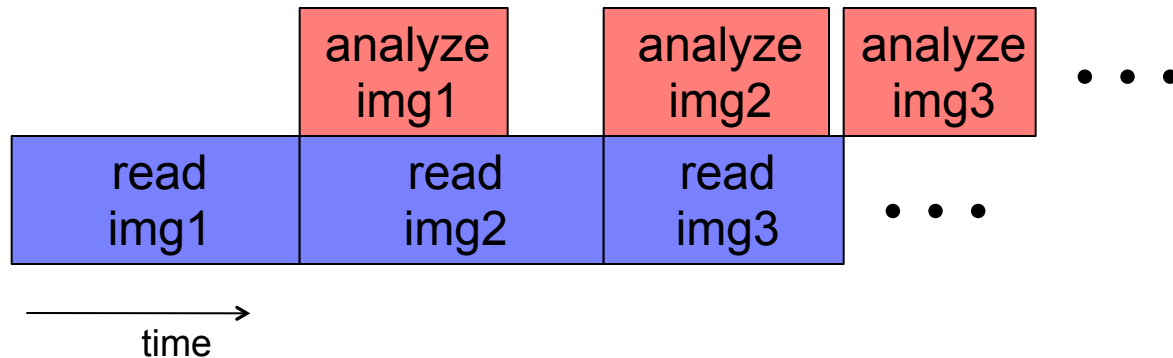 analyze
img1
analyze
img2
analyze
img3
• • •
read
img1
read
img2
read
img3
• • •
time